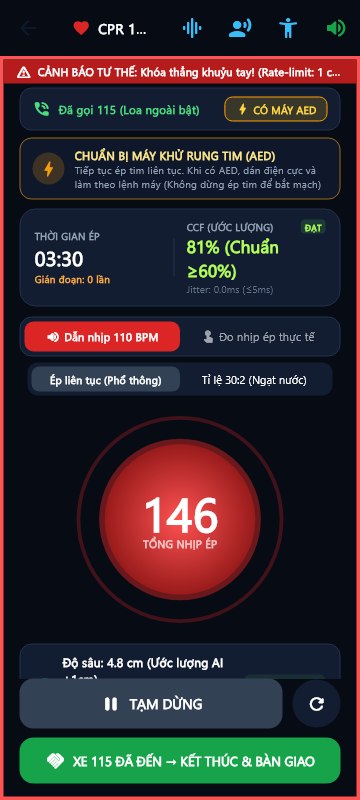 CPR 1...
CẢNH BÁO TƯ THẾ: Khóa thẳng khuỷu tay! (Rate-limit: 1 c...
Đã gọi 115 (Loa ngoài bật)
CÓ MÁY AED
CHUẨN BỊ MÁY KHỬ RUNG TIM (AED)
Tiếp tục ép tim liên tục. Khi có AED, dán điện cực và
làm theo lệnh máy (Không dừng ép tim để bắt mạch)
THỜI GIAN ÉP
03:30
Gián đoạn: 0 lần
CCF (ƯỚC LƯỢNG)
ĐẠT
81% (Chuẩn
≥60%)
Jitter: 0.0ms (≤5ms)
Dẫn nhịp 110 BPM
Đo nhịp ép thực tế
Ép liên tục (Phổ thông)
Tỉ lệ 30:2 (Ngạt nước)
146
TỔNG NHỊP ÉP
Độ sâu: 4.8 cm (Ước lượng AI
±1cm)
TẠM DỪNG
XE 115 ĐÃ ĐẾN → KẾT THÚC & BÀN GIAO